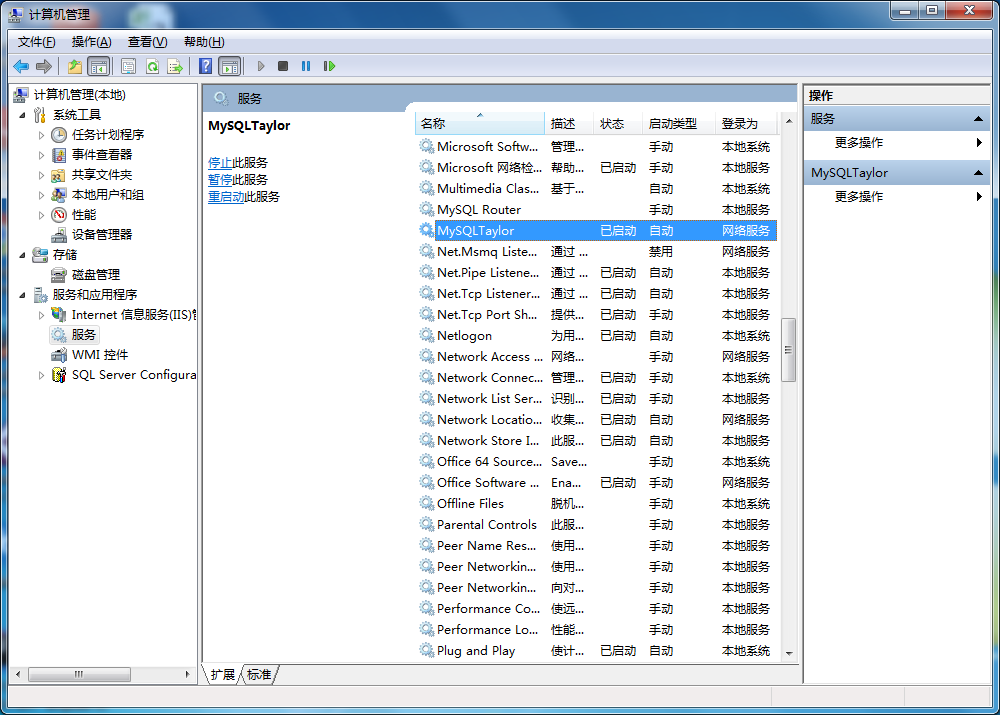 计算机管理
文件(F) 操作(A) 查看(V) 帮助(H)
计算机管理(本地)
系统工具
任务计划程序
事件查看器
共享文件夹
本地用户和组
性能
设备管理器
存储
磁盘管理
服务和应用程序
Internet 信息服务(IIS)管
服务
WMI 控件
SQL Server Configura
服务
MySQLTaylor
停止此服务
暂停此服务
重启动此服务
名称 描述 状态 启动类型 登录为
Microsoft Softw... 管理... 手动 本地系统
Microsoft 网络检... 帮助... 已启动 手动 本地服务
Multimedia Clas... 基于... 自动 本地系统
MySQL Router 手动 本地服务
MySQLTaylor 已启动 自动 网络服务
Net.Msmq Liste... 通过 ... 禁用 网络服务
Net.Pipe Listene... 通过 ... 已启动 自动 本地服务
Net.Tcp Listener... 通过 ... 已启动 自动 本地服务
Net.Tcp Port Sh... 提供... 已启动 手动 本地服务
Netlogon 为用... 已启动 自动 本地系统
Network Access ... 网络... 手动 网络服务
Network Connec... 管理... 已启动 手动 本地系统
Network List Ser... 识别... 已启动 手动 本地服务
Network Locatio... 收集... 已启动 自动 网络服务
Network Store I... 此服... 已启动 自动 本地服务
Office 64 Source... Save... 手动 本地系统
Office Software ... Ena... 已启动 手动 网络服务
Offline Files 脱机... 手动 本地系统
Parental Controls 此服... 手动 本地服务
Peer Name Res... 使用... 手动 本地服务
Peer Networkin... 使用... 手动 本地服务
Peer Networkin... 向对... 手动 本地服务
Performance Co... 使远... 手动 本地服务
Performance Lo... 性能... 手动 本地服务
Plug and Play 使计... 已启动 自动 本地系统
扩展 标准
操作
服务
更多操作
MySQLTaylor
更多操作